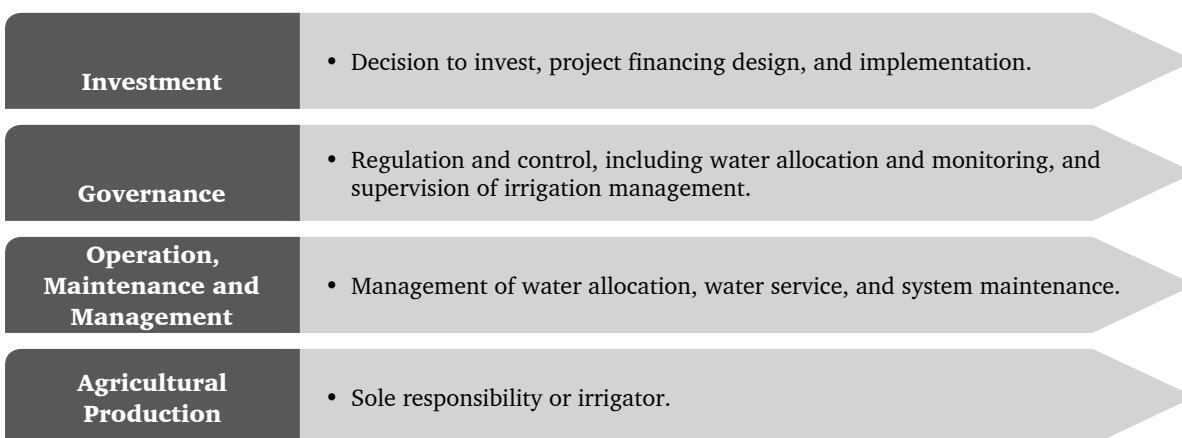 Investment
• Decision to invest, project financing design, and implementation.
Governance
• Regulation and control, including water allocation and monitoring, and
supervision of irrigation management.
Operation,
Maintenance and
Management
• Management of water allocation, water service, and system maintenance.
Agricultural
Production
• Sole responsibility or irrigator.